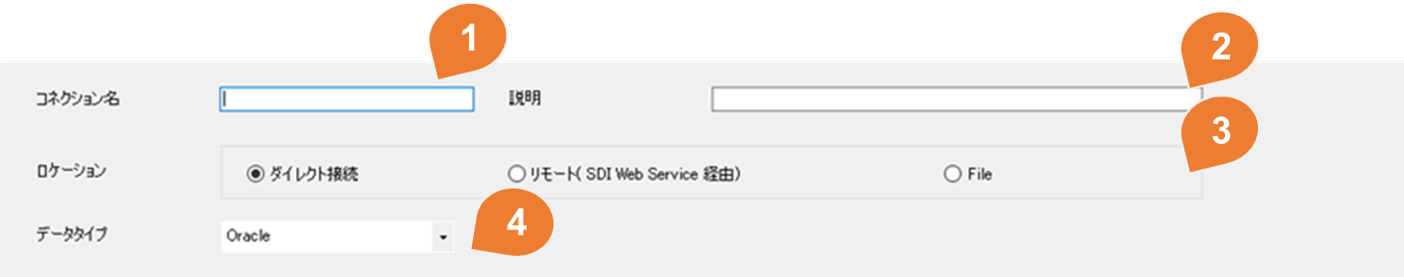 1
2
コネクション名
説明
3
ロケーション
ダイレクト接続
リモート( SDI Web Service 経由)
File
4
データタイプ
Oracle